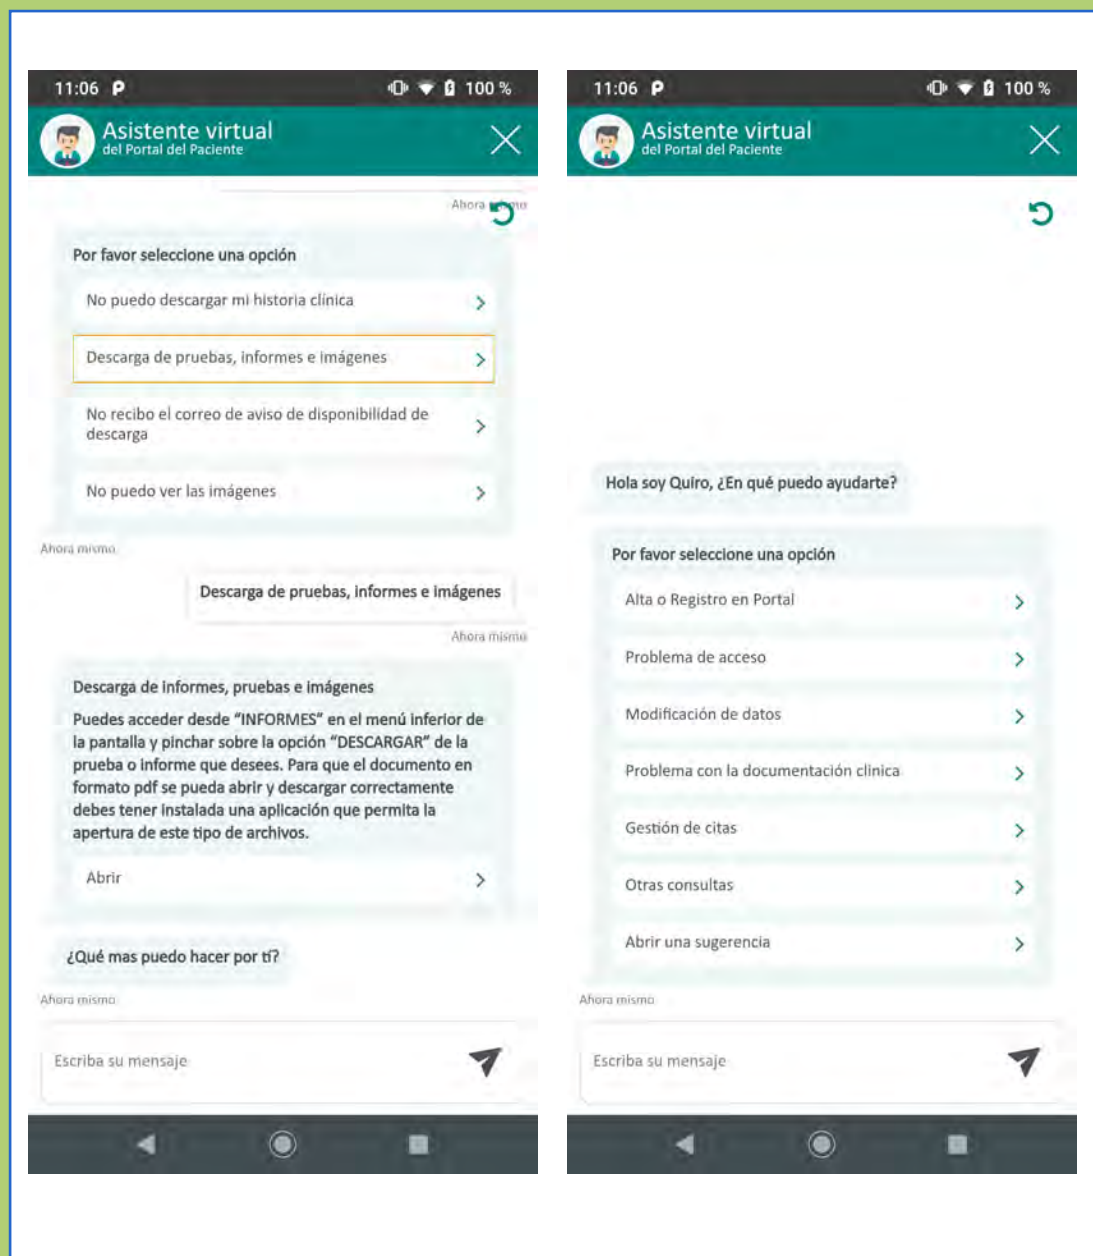 11:06 P 100 %
Asistente virtual
del Portal del Paciente
Ahora mismo
Por favor seleccione una opción
No puedo descargar mi historia clínica
Descarga de pruebas, informes e imágenes
No recibo el correo de aviso de disponibilidad de
descarga
No puedo ver las imágenes
Ahora mismo
Descarga de pruebas, informes e imágenes
Ahora mismo
Descarga de informes, pruebas e imágenes
Puedes acceder desde “INFORMES” en el menú inferior de
la pantalla y pinchar sobre la opción “DESCARGAR” de la
prueba o informe que desees. Para que el documento en
formato pdf se pueda abrir y descargar correctamente
debes tener instalada una aplicación que permita la
apertura de este tipo de archivos.
Abrir
¿Qué mas puedo hacer por tí?
Ahora mismo
Escriba su mensaje
11:06 P 100 %
Asistente virtual
del Portal del Paciente
Hola soy Quiro, ¿En qué puedo ayudarte?
Por favor seleccione una opción
Alta o Registro en Portal
Problema de acceso
Modificación de datos
Problema con la documentación clinica
Gestión de citas
Otras consultas
Abrir una sugerencia
Ahora mismo
Escriba su mensaje